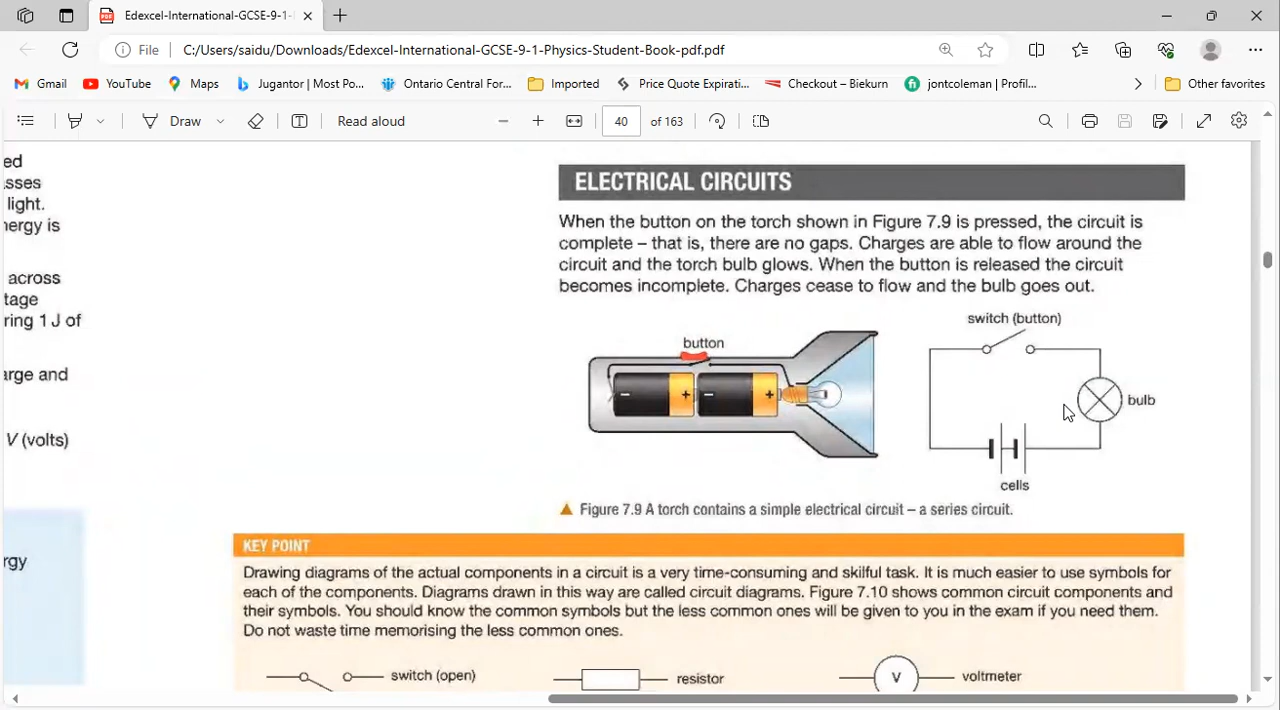 Edexcel-International-GCSE-9-1-
File
C:/Users/saidu/Downloads/Edexcel-International-GCSE-9-1-Physics-Student-Book-pdf.pdf
Gmail
YouTube
Maps
Jugantor | Most Po...
Ontario Central For...
Imported
Price Quote Expirati...
Checkout – Biekurn
jontcoleman | Profil...
Other favorites
Draw
Read aloud
40 of 163
ed
asses
light.
nergy is
across
tage
ring 1 J of
arge and
V (volts)
rgy
ELECTRICAL CIRCUITS
When the button on the torch shown in Figure 7.9 is pressed, the circuit is
complete – that is, there are no gaps. Charges are able to flow around the
circuit and the torch bulb glows. When the button is released the circuit
becomes incomplete. Charges cease to flow and the bulb goes out.
button
– + – +
switch (button)
bulb
cells
Figure 7.9 A torch contains a simple electrical circuit – a series circuit.
KEY POINT
Drawing diagrams of the actual components in a circuit is a very time-consuming and skilful task. It is much easier to use symbols for
each of the components. Diagrams drawn in this way are called circuit diagrams. Figure 7.10 shows common circuit components and
their symbols. You should know the common symbols but the less common ones will be given to you in the exam if you need them.
Do not waste time memorising the less common ones.
switch (open)
resistor
V
voltmeter